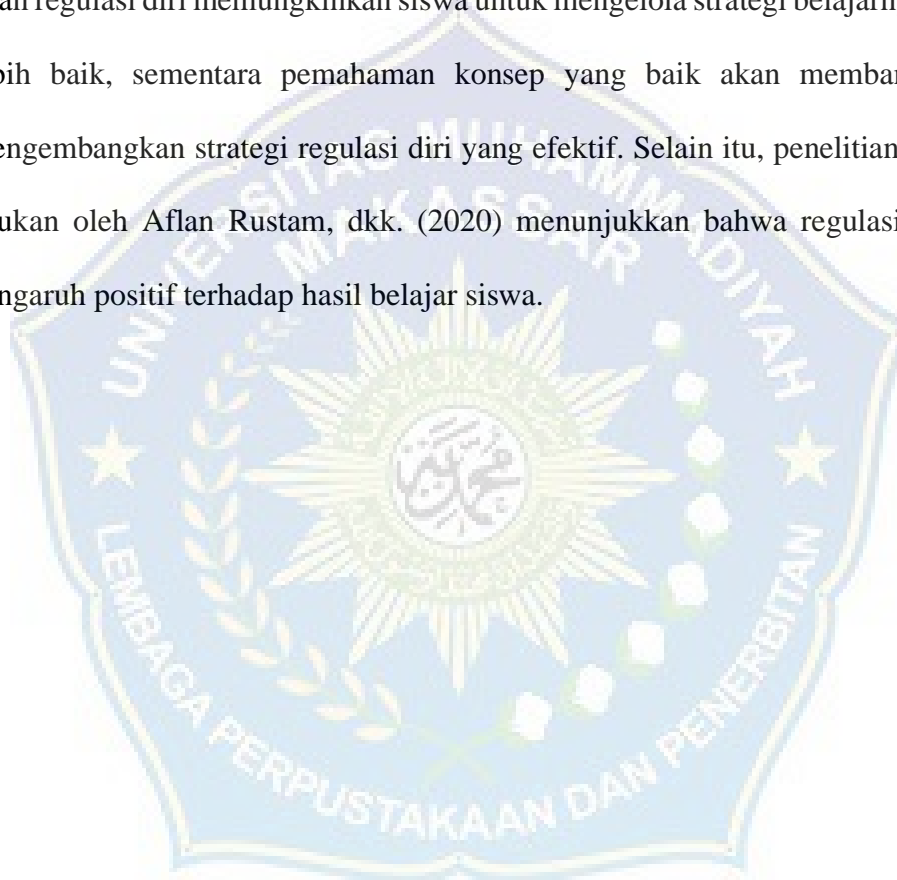 an regulasi diri memungkinkan siswa untuk mengelola strategi belajarn
bih baik, sementara pemahaman konsep yang baik akan memban
engembangkan strategi regulasi diri yang efektif. Selain itu, penelitian
ukan oleh Aflan Rustam, dkk. (2020) menunjukkan bahwa regulasi
ngaruh positif terhadap hasil belajar siswa.
UNIVERSITAS MUHAMMADIYAH
MAKASSAR
LEMBAGA PERPUSTAKAAN DAN PENERBITAN